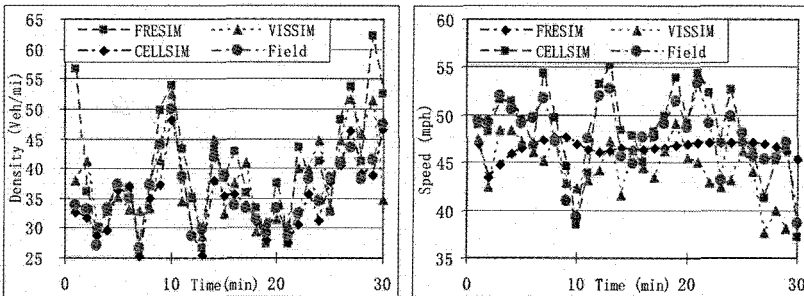 65
60
55
50
45
40
35
30
25
Density (Veh/mi)
FRESIM
VISSIM
CELLSIM
Field
0
10
20
30
Time(min)
60
55
50
45
40
35
Speed (mph)
FRESIM
VISSIM
CELLSIM
Field
0
10
20
30
Time (min)